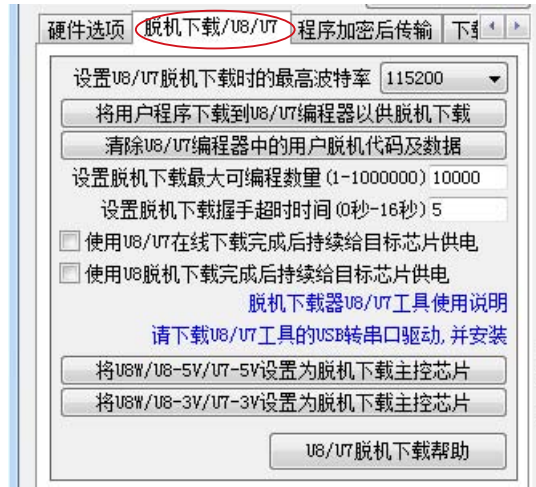 硬件选项 脱机下载/U8/U7 程序加密后传输
设置U8/U7脱机下载时的最高波特率 115200
将用户程序下载到U8/U7编程器以供脱机下载
清除U8/U7编程器中的用户脱机代码及数据
设置脱机下载最大可编程数量(1-1000000) 10000
设置脱机下载握手超时时间(0秒-16秒) 5
使用U8/U7在线下载完成后持续给目标芯片供电
使用U8脱机下载完成后持续给目标芯片供电
脱机下载器U8/U7工具使用说明
请下载U8/U7工具的USB转串口驱动,并安装
将U8W/U8-5V/U7-5V设置为脱机下载主控芯片
将U8W/U8-3V/U7-3V设置为脱机下载主控芯片
U8/U7脱机下载帮助